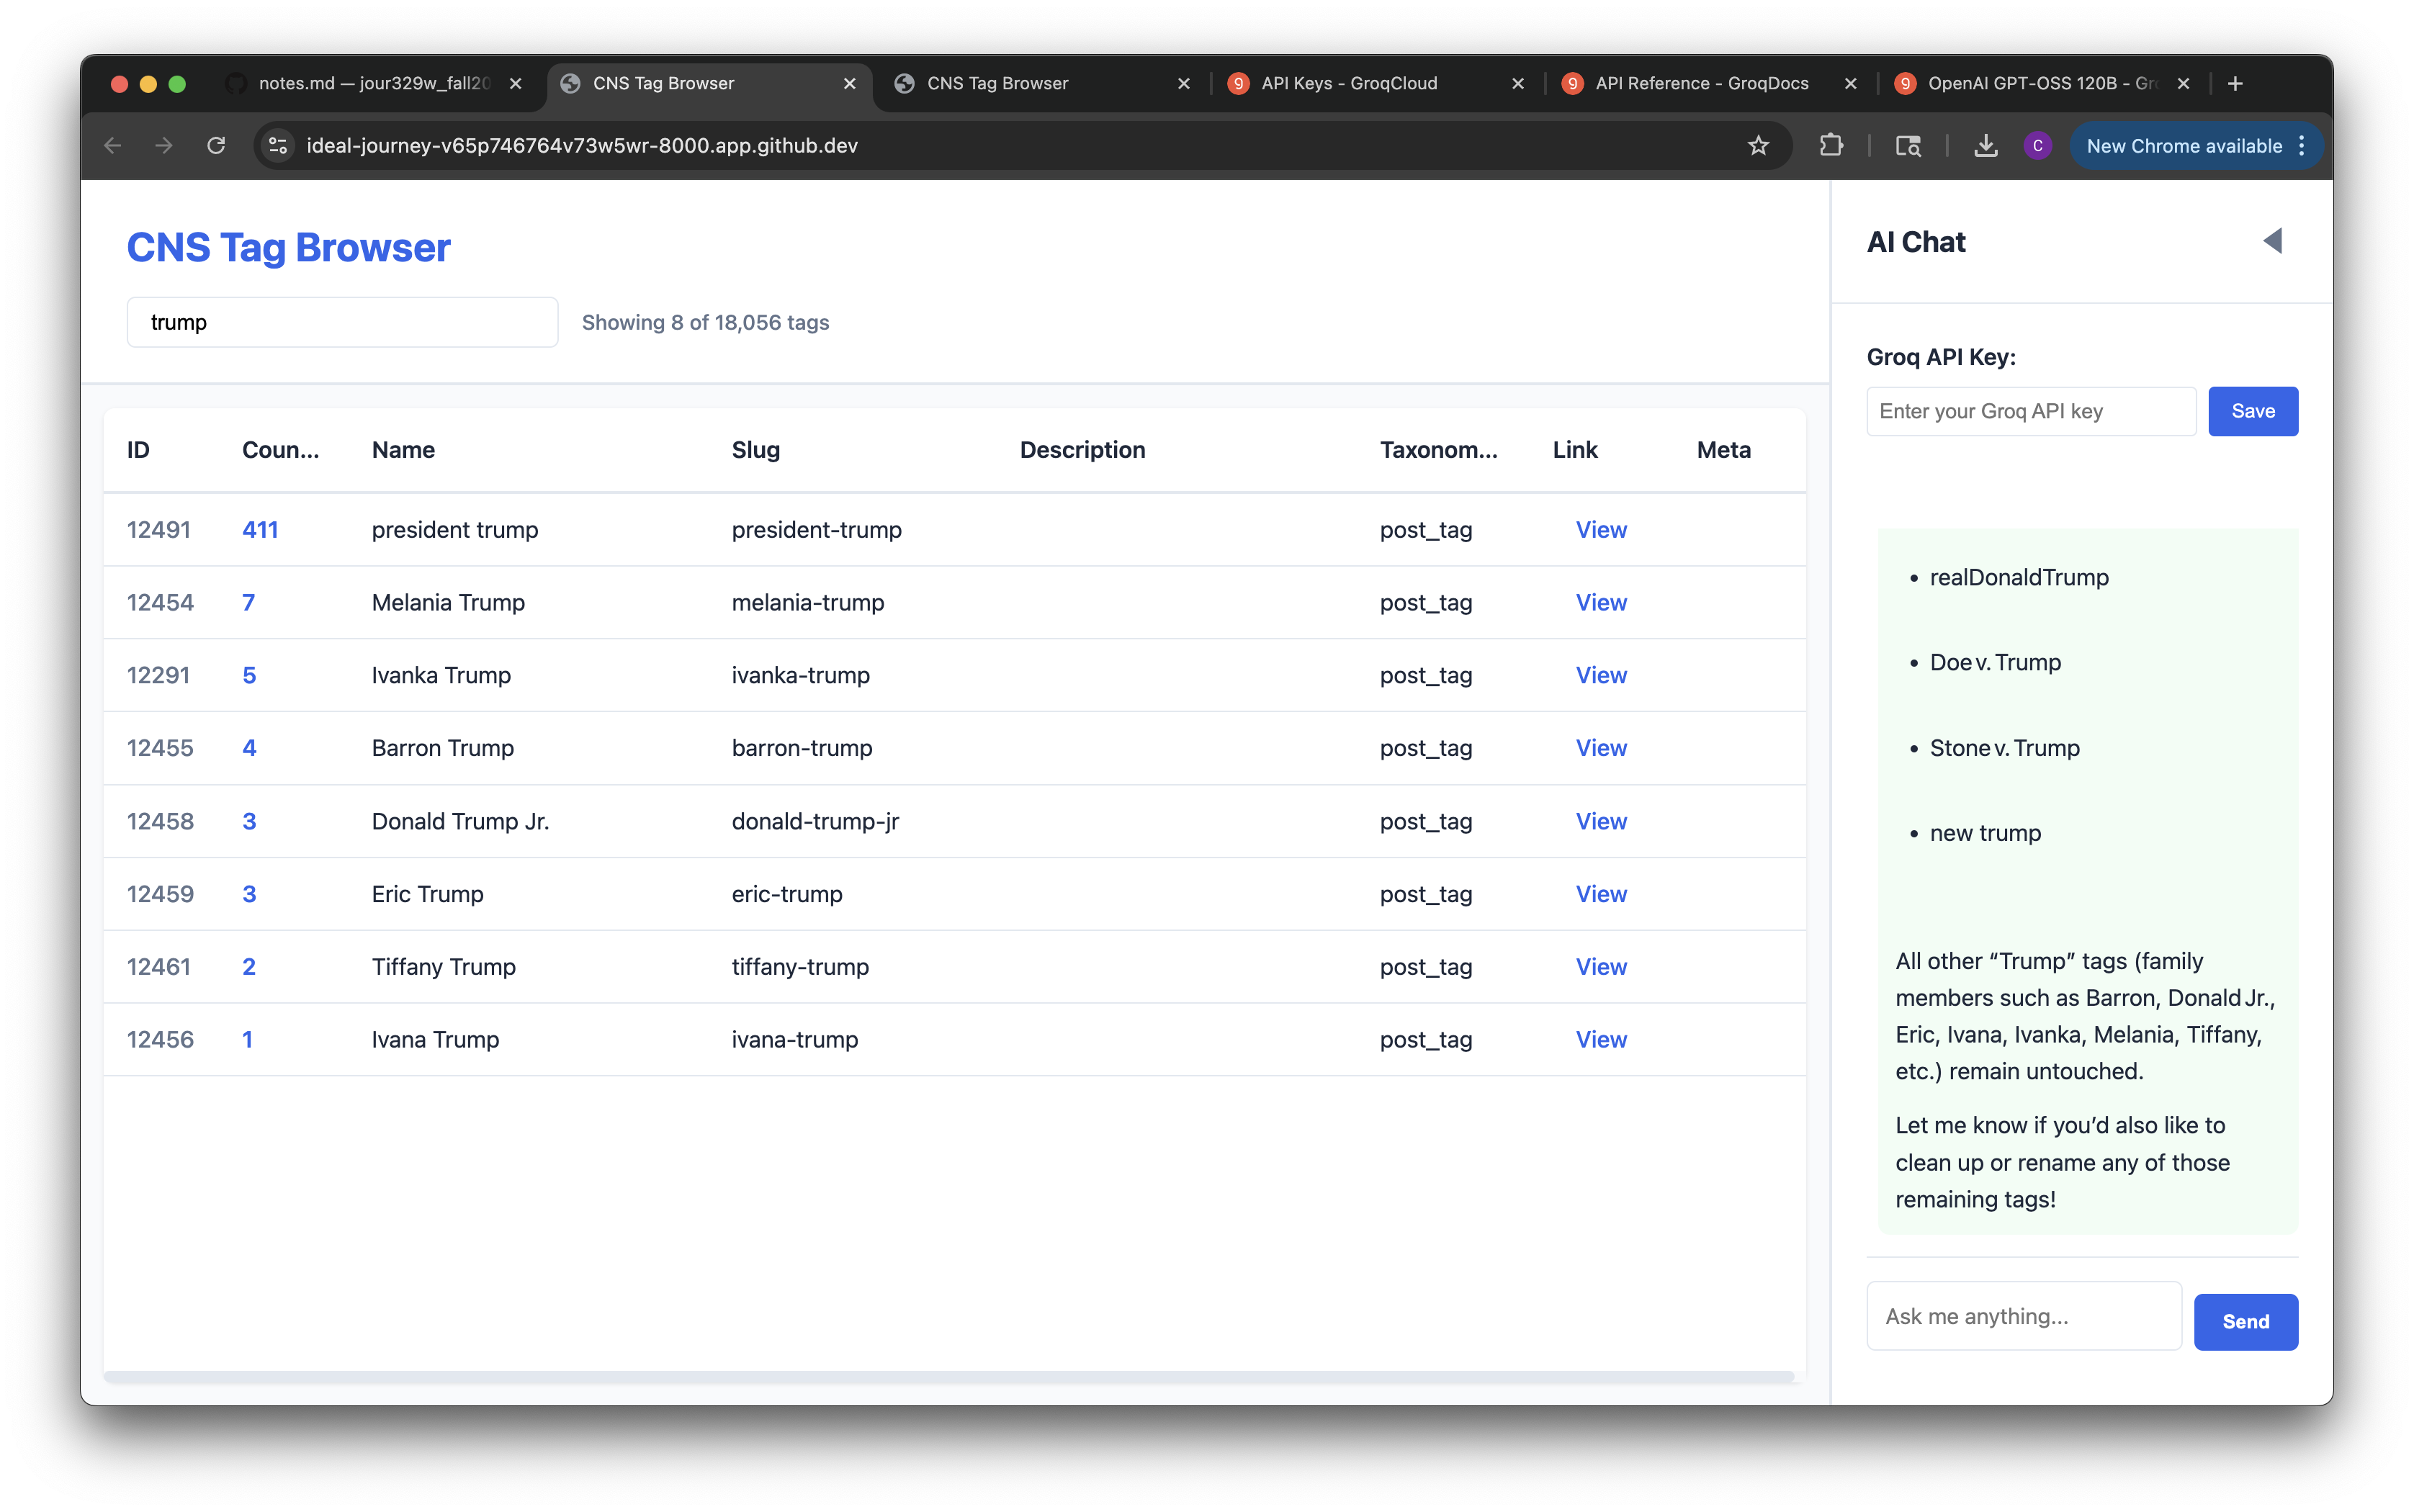 notes.md — jour329w_fall20
CNS Tag Browser
CNS Tag Browser
API Keys - GroqCloud
API Reference - GroqDocs
OpenAI GPT-OSS 120B - Gro
ideal-journey-v65p746764v73w5wr-8000.app.github.dev
C
New Chrome available
CNS Tag Browser
trump
Showing 8 of 18,056 tags
ID Coun... Name Slug Description Taxonom... Link Meta
12491 411 president trump president-trump post_tag View
12454 7 Melania Trump melania-trump post_tag View
12291 5 Ivanka Trump ivanka-trump post_tag View
12455 4 Barron Trump barron-trump post_tag View
12458 3 Donald Trump Jr. donald-trump-jr post_tag View
12459 3 Eric Trump eric-trump post_tag View
12461 2 Tiffany Trump tiffany-trump post_tag View
12456 1 Ivana Trump ivana-trump post_tag View
AI Chat
Groq API Key:
Enter your Groq API key
Save
• realDonaldTrump
• Doe v. Trump
• Stone v. Trump
• new trump
All other “Trump” tags (family
members such as Barron, Donald Jr.,
Eric, Ivana, Ivanka, Melania, Tiffany,
etc.) remain untouched.
Let me know if you’d also like to
clean up or rename any of those
remaining tags!
Ask me anything...
Send